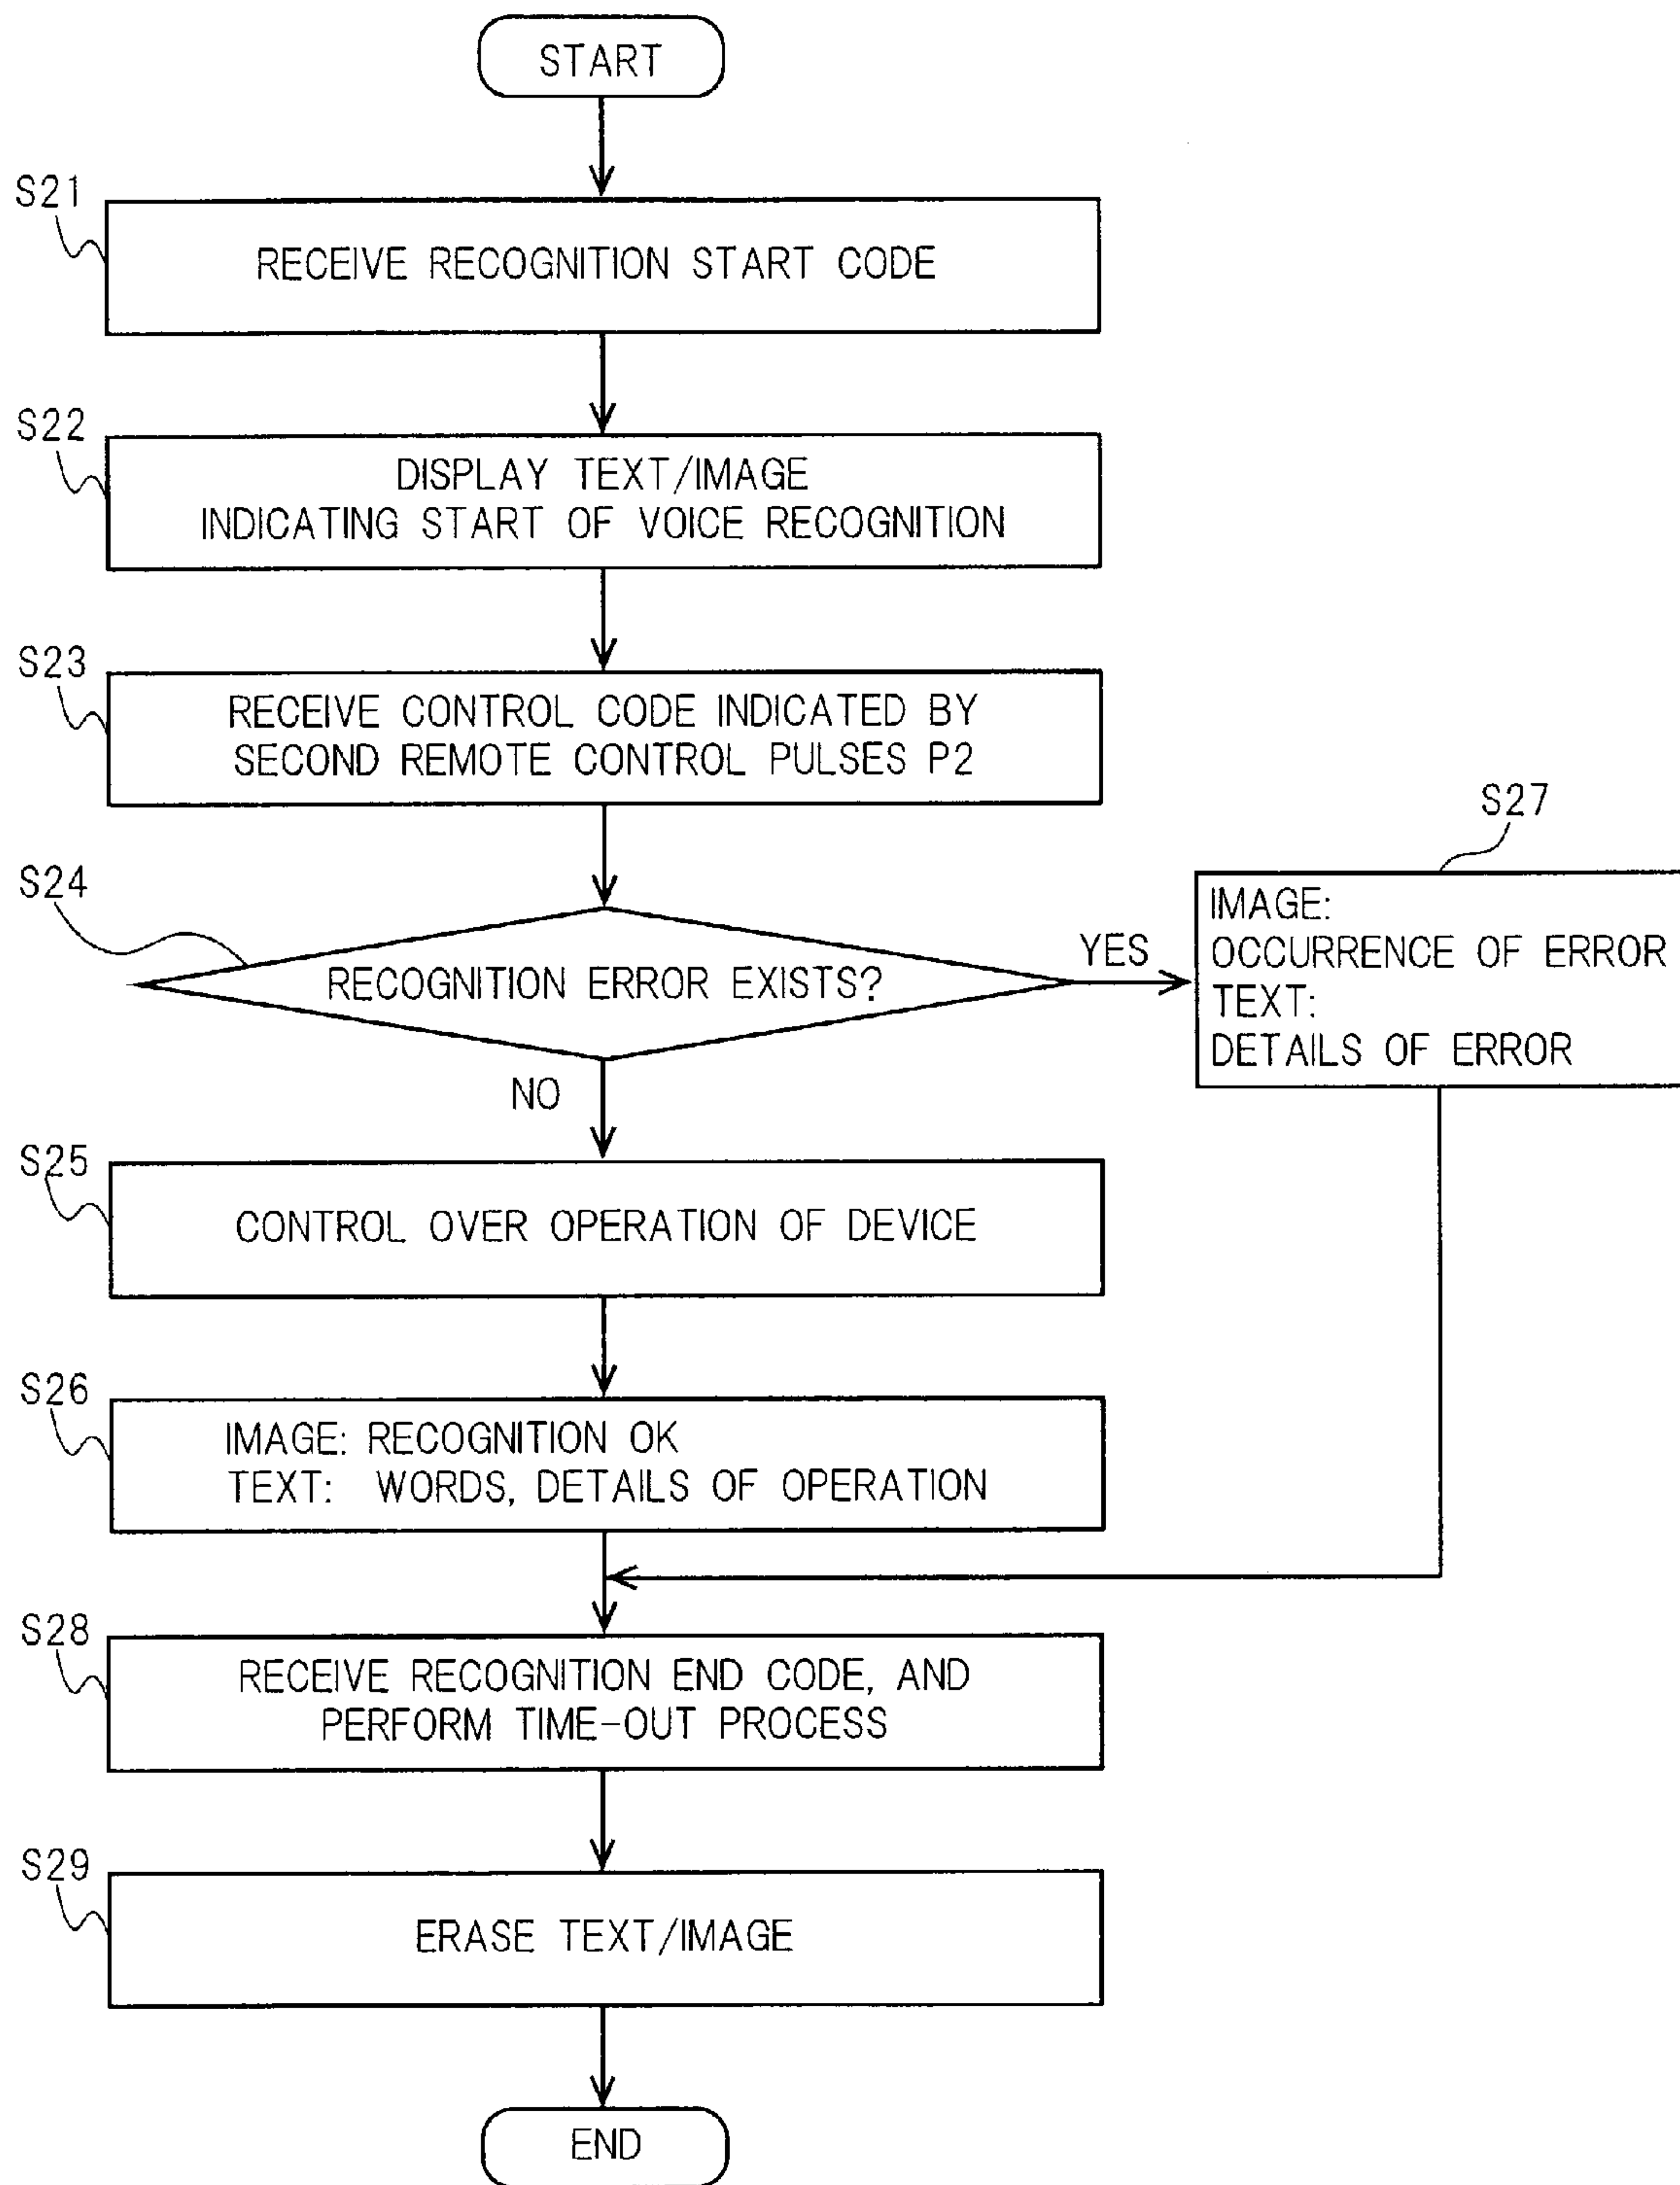 START
S21
RECEIVE RECOGNITION START CODE
S22
DISPLAY TEXT/IMAGE
INDICATING START OF VOICE RECOGNITION
S23
RECEIVE CONTROL CODE INDICATED BY
SECOND REMOTE CONTROL PULSES P2
S24
RECOGNITION ERROR EXISTS?
YES
S27
IMAGE:
OCCURRENCE OF ERROR
TEXT:
DETAILS OF ERROR
NO
S25
CONTROL OVER OPERATION OF DEVICE
S26
IMAGE: RECOGNITION OK
TEXT: WORDS, DETAILS OF OPERATION
S28
RECEIVE RECOGNITION END CODE, AND
PERFORM TIME-OUT PROCESS
S29
ERASE TEXT/IMAGE
END